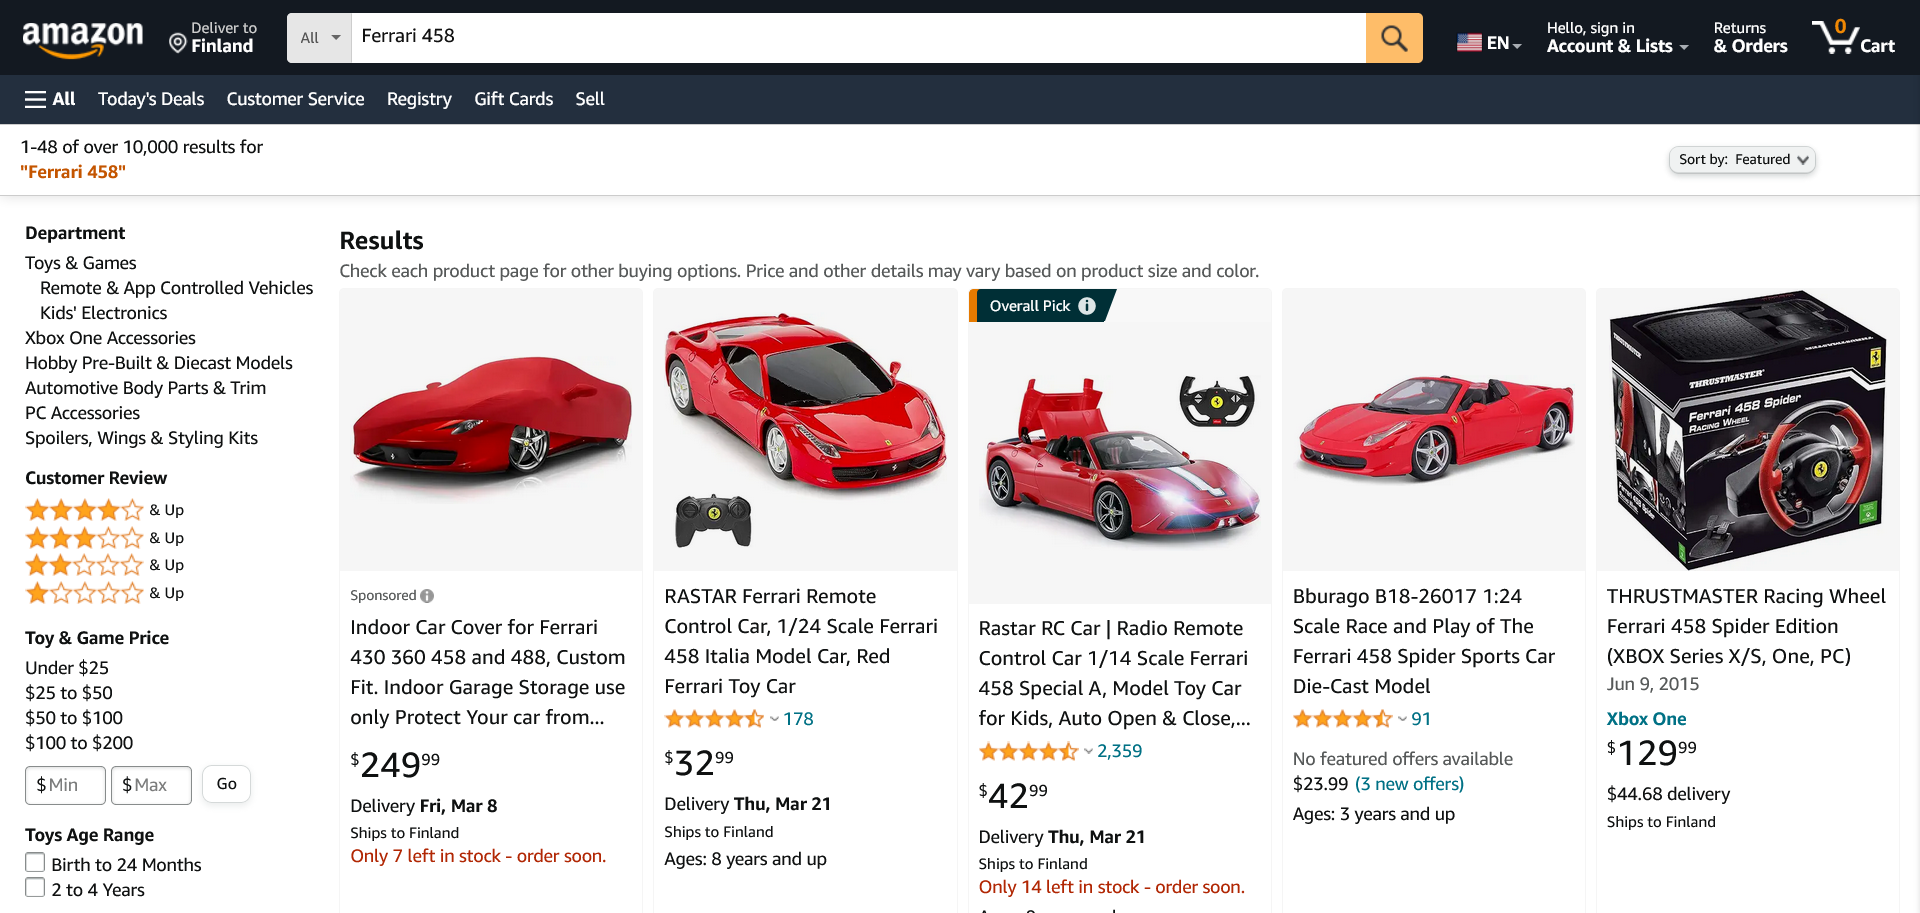 amazon
Deliver to
Finland
All
Ferrari 458
EN
Hello, sign in
Account & Lists
Returns
& Orders
0
Cart
All
Today's Deals
Customer Service
Registry
Gift Cards
Sell
1-48 of over 10,000 results for
"Ferrari 458"
Sort by: Featured
Department
Toys & Games
Remote & App Controlled Vehicles
Kids' Electronics
Xbox One Accessories
Hobby Pre-Built & Diecast Models
Automotive Body Parts & Trim
PC Accessories
Spoilers, Wings & Styling Kits
Customer Review
& Up
& Up
& Up
& Up
Toy & Game Price
Under $25
$25 to $50
$50 to $100
$100 to $200
$ Min
$ Max
Go
Toys Age Range
Birth to 24 Months
2 to 4 Years
Results
Check each product page for other buying options. Price and other details may vary based on product size and color.
Sponsored
Indoor Car Cover for Ferrari
430 360 458 and 488, Custom
Fit. Indoor Garage Storage use
only Protect Your car from...
$249.99
Delivery Fri, Mar 8
Ships to Finland
Only 7 left in stock - order soon.
RASTAR Ferrari Remote
Control Car, 1/24 Scale Ferrari
458 Italia Model Car, Red
Ferrari Toy Car
178
$32.99
Delivery Thu, Mar 21
Ships to Finland
Ages: 8 years and up
Overall Pick
Rastar RC Car | Radio Remote
Control Car 1/14 Scale Ferrari
458 Special A, Model Toy Car
for Kids, Auto Open & Close,...
2,359
$42.99
Delivery Thu, Mar 21
Ships to Finland
Only 14 left in stock - order soon.
Bburago B18-26017 1:24
Scale Race and Play of The
Ferrari 458 Spider Sports Car
Die-Cast Model
91
No featured offers available
$23.99 (3 new offers)
Ages: 3 years and up
THRUSTMASTER
Ferrari 458 Spider
RACING WHEEL
THRUSTMASTER Racing Wheel
Ferrari 458 Spider Edition
(XBOX Series X/S, One, PC)
Jun 9, 2015
Xbox One
$129.99
$44.68 delivery
Ships to Finland